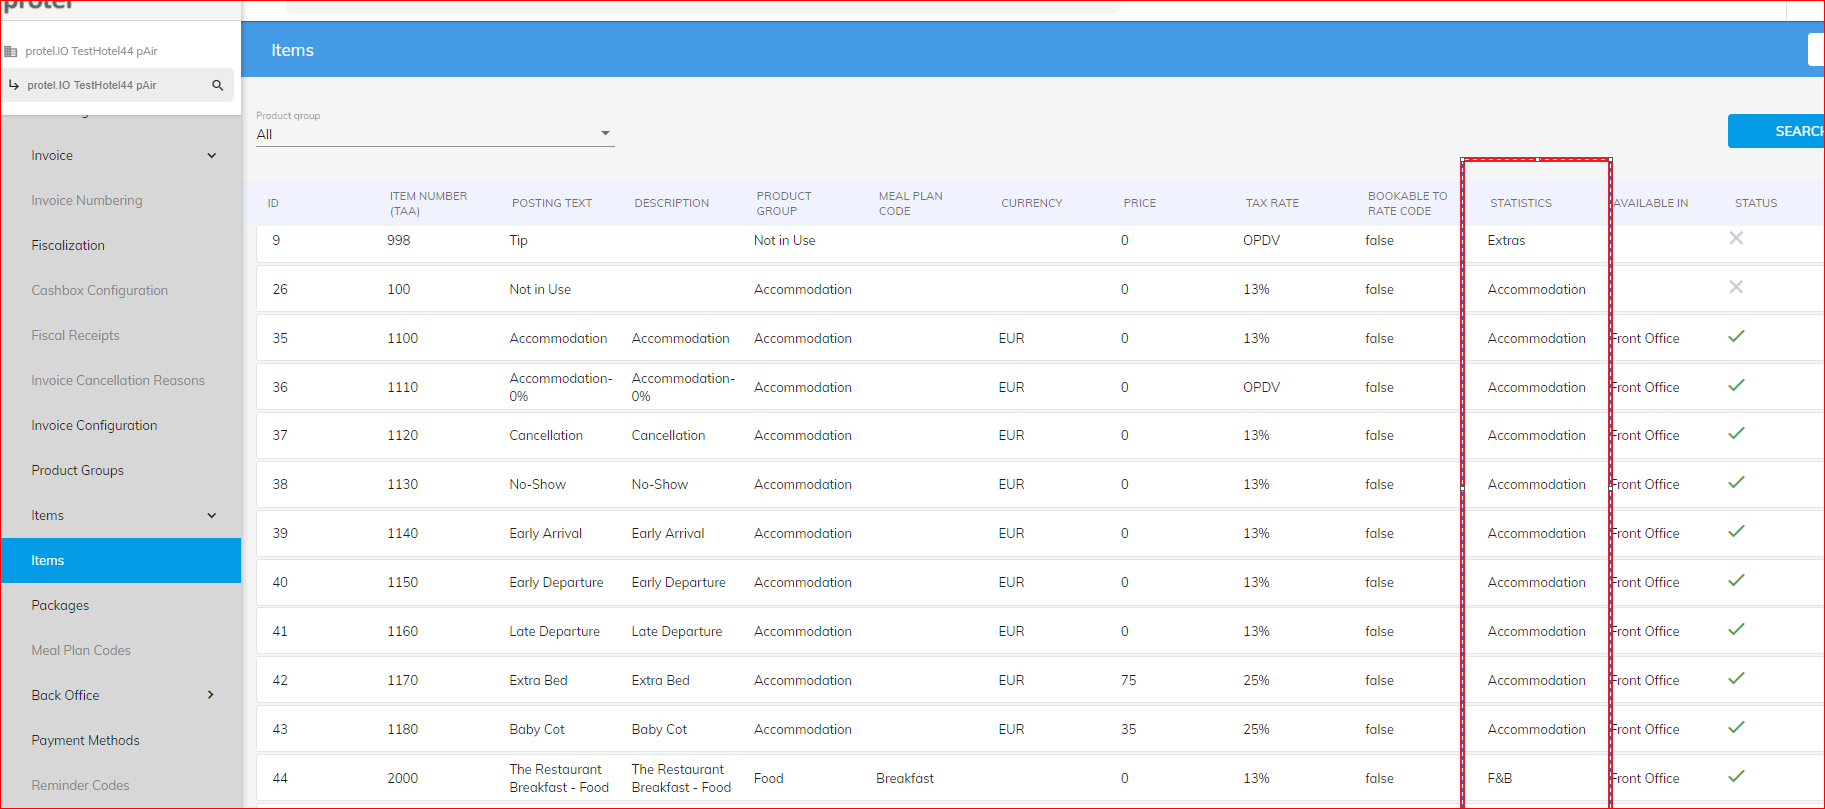 protel
protel.IO TestHotel44 pAir
protel.IO TestHotel44 pAir
Invoice
Invoice Numbering
Fiscalization
Cashbox Configuration
Fiscal Receipts
Invoice Cancellation Reasons
Invoice Configuration
Product Groups
Items
Items
Packages
Meal Plan Codes
Back Office
Payment Methods
Reminder Codes
Items
Product group
All
SEARCH
ID ITEM NUMBER (TAA) POSTING TEXT DESCRIPTION PRODUCT GROUP MEAL PLAN CODE CURRENCY PRICE TAX RATE BOOKABLE TO RATE CODE STATISTICS AVAILABLE IN STATUS
9 998 Tip Not in Use 0 OPDV false Extras
26 100 Not in Use Accommodation 0 13% false Accommodation
35 1100 Accommodation Accommodation Accommodation EUR 0 13% false Accommodation Front Office
36 1110 Accommodation-0% Accommodation-0% Accommodation EUR 0 OPDV false Accommodation Front Office
37 1120 Cancellation Cancellation Accommodation EUR 0 13% false Accommodation Front Office
38 1130 No-Show No-Show Accommodation EUR 0 13% false Accommodation Front Office
39 1140 Early Arrival Early Arrival Accommodation EUR 0 13% false Accommodation Front Office
40 1150 Early Departure Early Departure Accommodation EUR 0 13% false Accommodation Front Office
41 1160 Late Departure Late Departure Accommodation EUR 0 13% false Accommodation Front Office
42 1170 Extra Bed Extra Bed Accommodation EUR 75 25% false Accommodation Front Office
43 1180 Baby Cot Baby Cot Accommodation EUR 35 25% false Accommodation Front Office
44 2000 The Restaurant Breakfast - Food The Restaurant Breakfast - Food Food Breakfast 0 13% false F&B Front Office